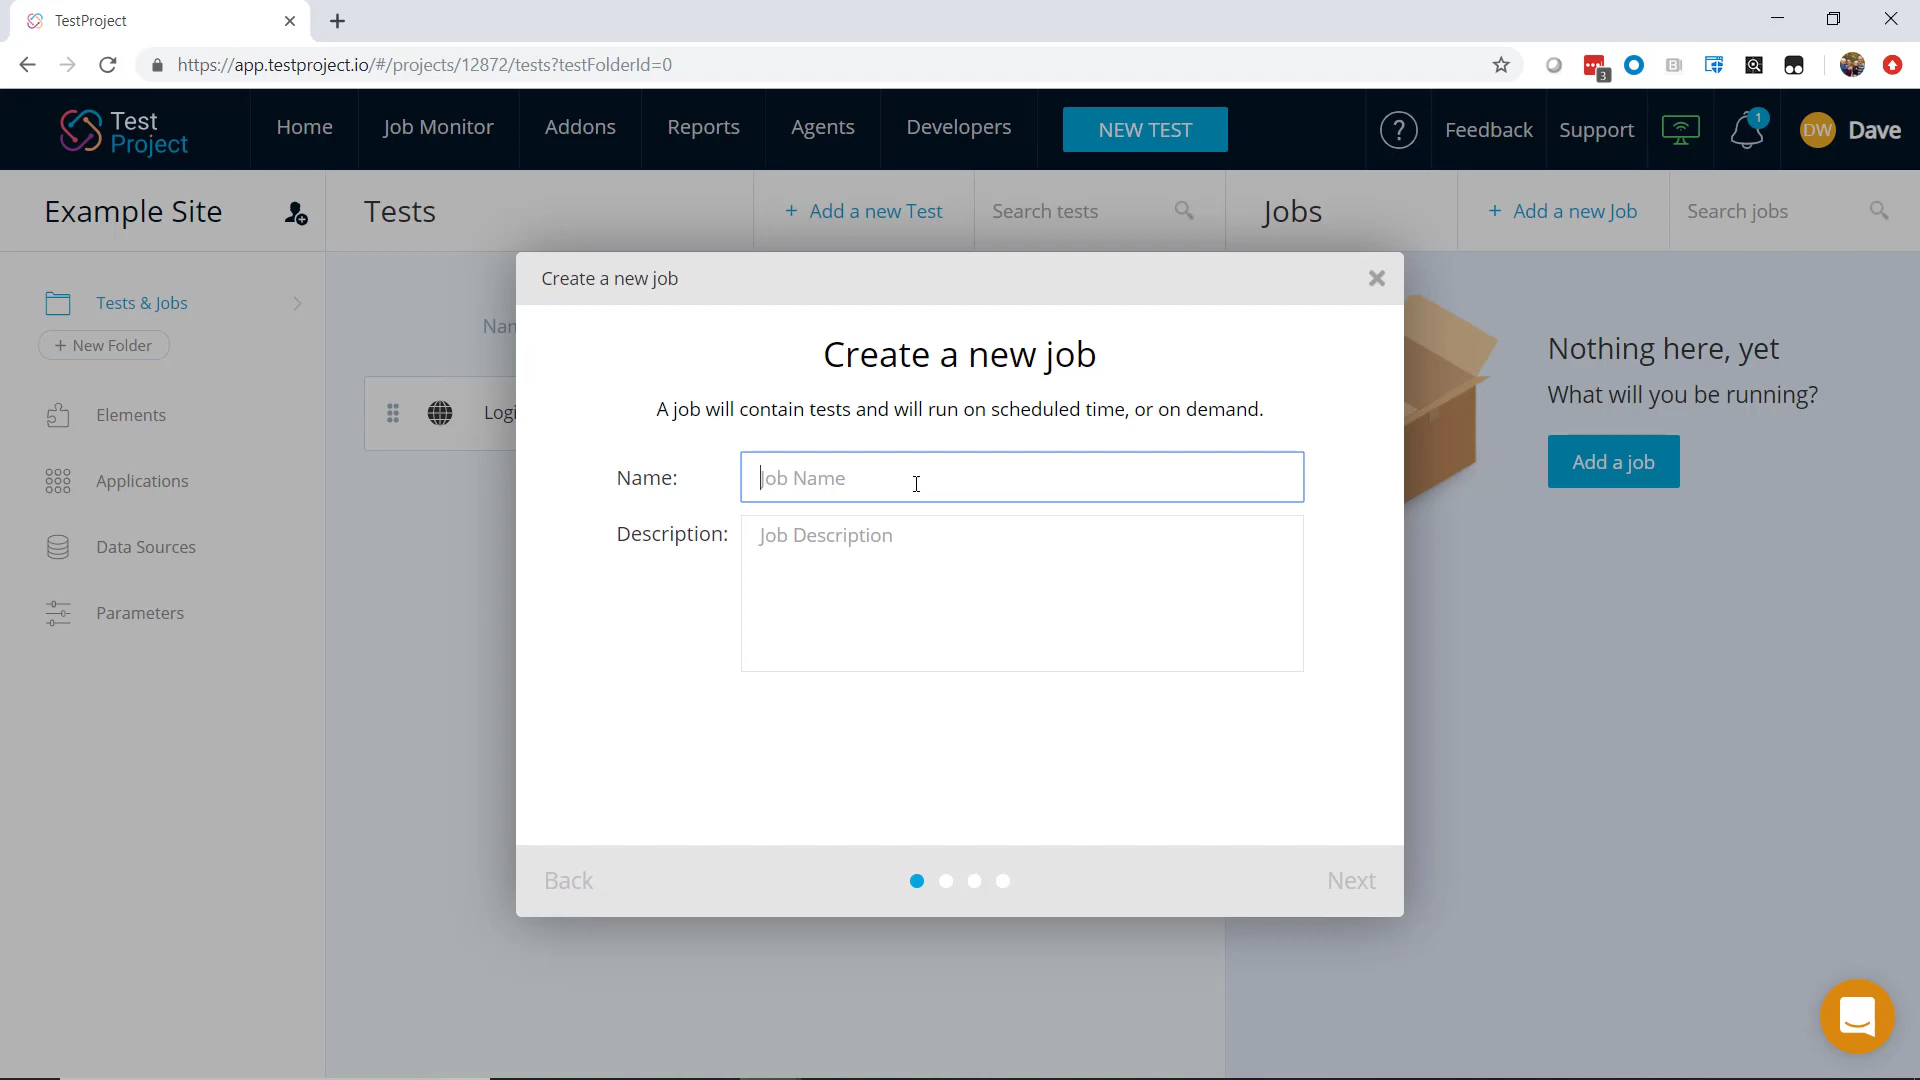 TestProject
https://app.testproject.io/#/projects/12872/tests?testFolderId=0
3
Test
Project
Home
Job Monitor
Addons
Reports
Agents
Developers
NEW TEST
?
Feedback
Support
1
DW
Dave
Example Site
Tests
+ Add a new Test
Search tests
Jobs
+ Add a new Job
Search jobs
Tests & Jobs
+ New Folder
Elements
Applications
Data Sources
Parameters
Nam
Logi
Create a new job
Create a new job
A job will contain tests and will run on scheduled time, or on demand.
Name:
Job Name
Description:
Job Description
Back
Next
Nothing here, yet
What will you be running?
Add a job